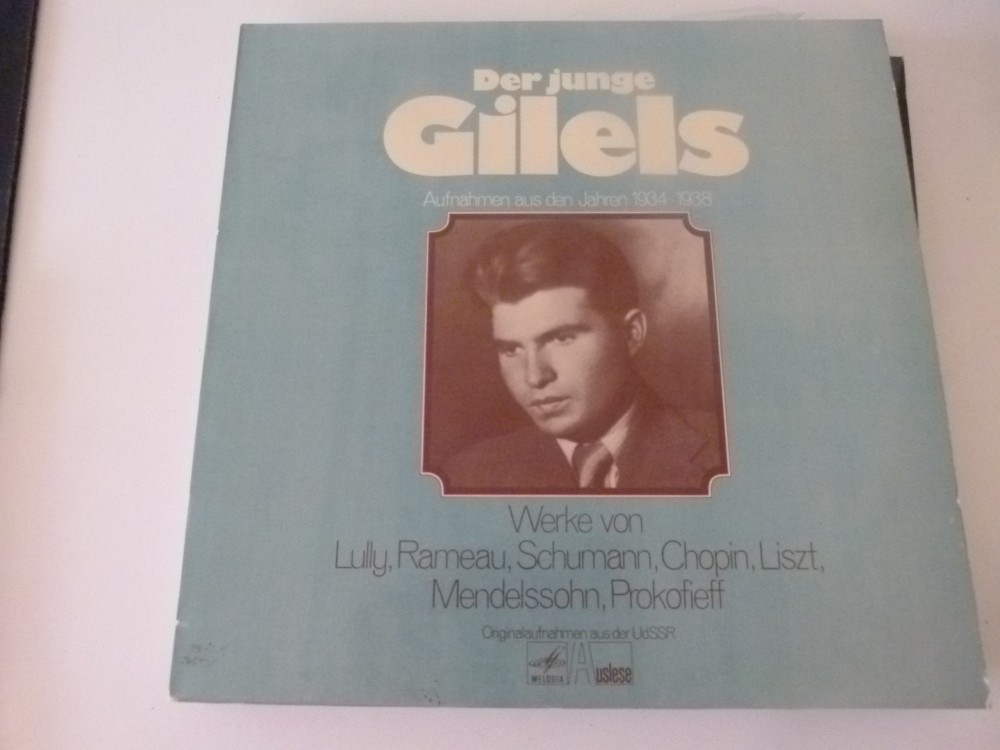 Der junge
Gilels
Aufnahmen aus den Jahren 1934-1938
Werke von
Lully, Rameau, Schumann, Chopin, Liszt,
Mendelssohn, Prokofieff
Originalaufnahmen aus der UdSSR
MELODIA Auslese